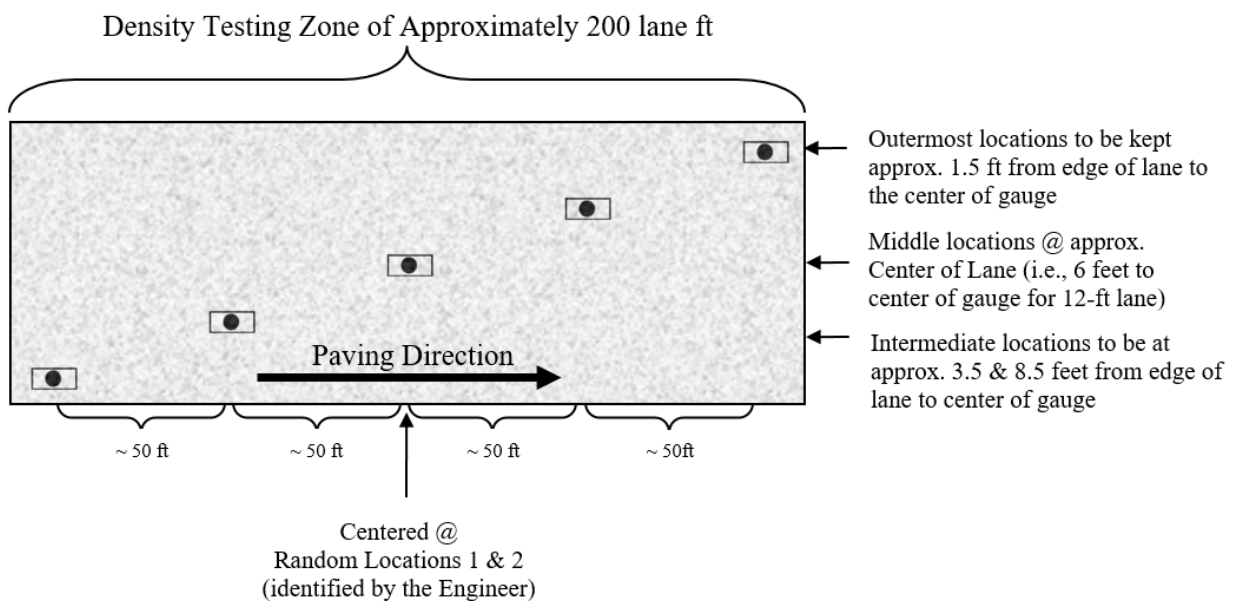 Density Testing Zone of Approximately 200 lane ft
Outermost locations to be kept
approx. 1.5 ft from edge of lane to
the center of gauge
Middle locations @ approx.
Center of Lane (i.e., 6 feet to
center of gauge for 12-ft lane)
Intermediate locations to be at
approx. 3.5 & 8.5 feet from edge of
lane to center of gauge
Paving Direction
~ 50 ft
~ 50 ft
~ 50 ft
~ 50ft
Centered @
Random Locations 1 & 2
(identified by the Engineer)